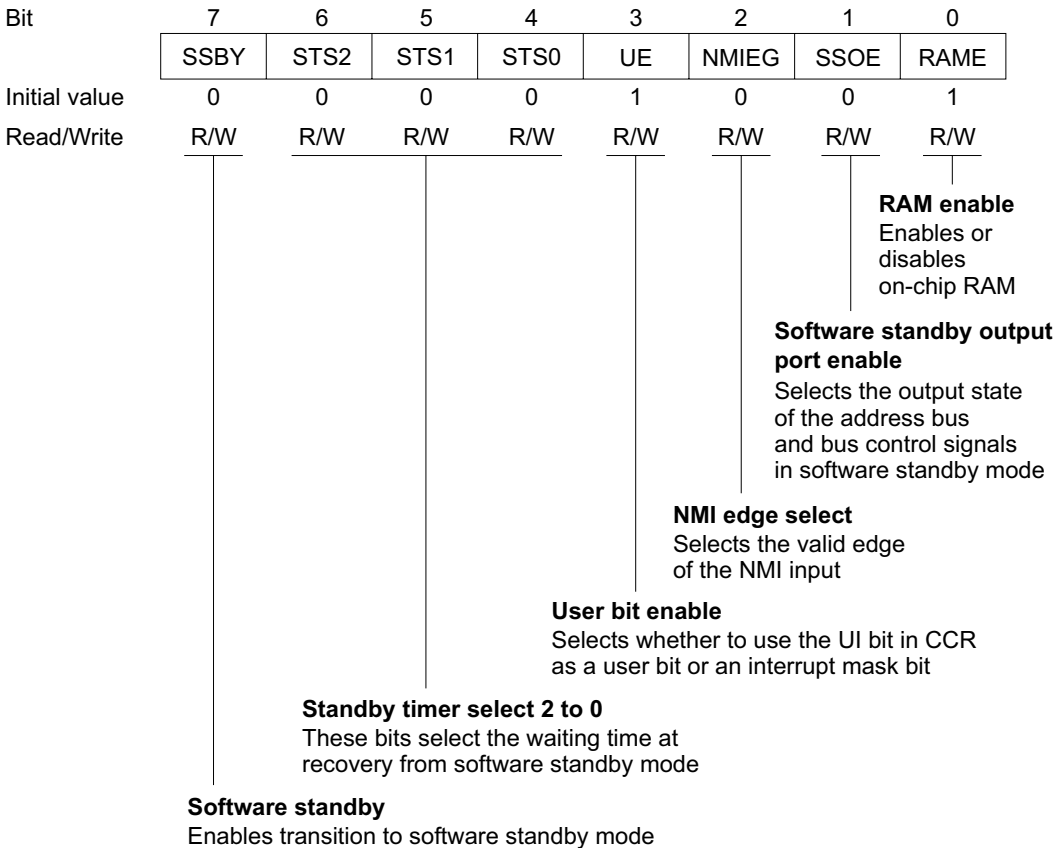 Bit 7 6 5 4 3 2 1 0
SSBY STS2 STS1 STS0 UE NMIEG SSOE RAME
Initial value 0 0 0 0 1 0 0 1
Read/Write R/W R/W R/W R/W R/W R/W R/W R/W
RAM enable
Enables or
disables
on-chip RAM
Software standby output
port enable
Selects the output state
of the address bus
and bus control signals
in software standby mode
NMI edge select
Selects the valid edge
of the NMI input
User bit enable
Selects whether to use the UI bit in CCR
as a user bit or an interrupt mask bit
Standby timer select 2 to 0
These bits select the waiting time at
recovery from software standby mode
Software standby
Enables transition to software standby mode